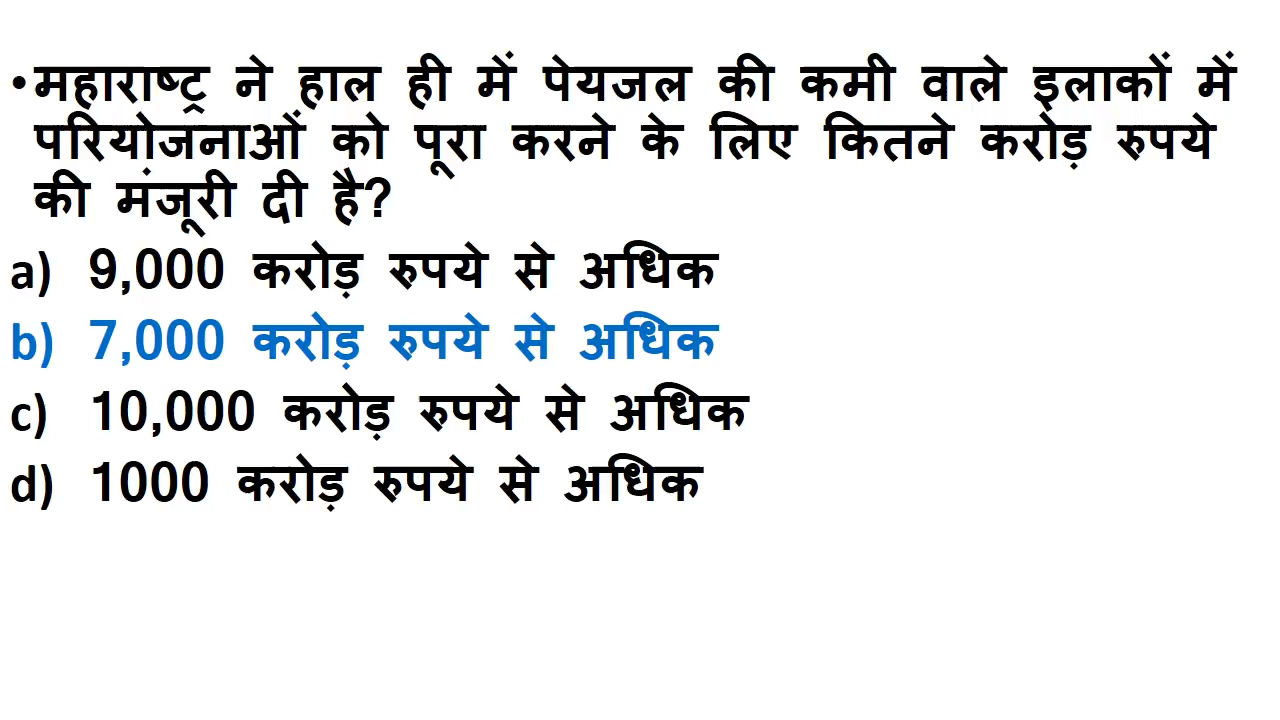 •महाराष्ट्र ने हाल ही में पेयजल की कमी वाले इलाकों में
परियोजनाओं को पूरा करने के लिए कितने करोड़ रुपये
की मंजूरी दी है?
a) 9,000 करोड़ रुपये से अधिक
b) 7,000 करोड़ रुपये से अधिक
c) 10,000 करोड़ रुपये से अधिक
d) 1000 करोड़ रुपये से अधिक